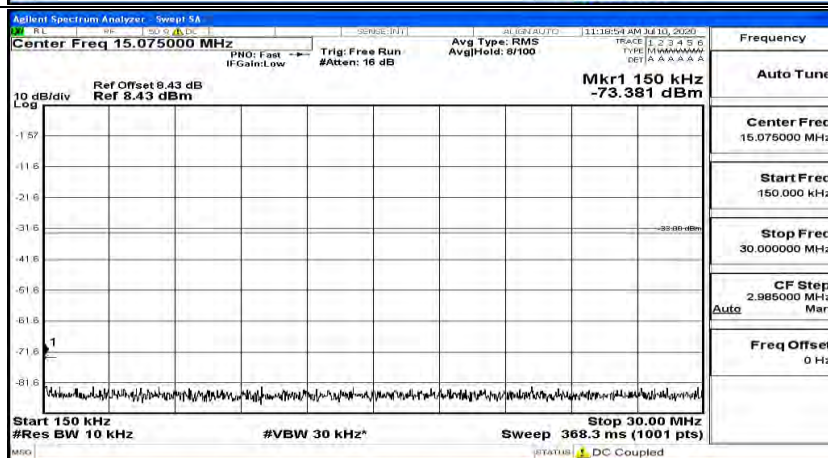 Agilent Spectrum Analyzer - Swept SA
RL RF 50 Ω DC SENSE:INT ALIGN AUTO 11:18:54 AM Jul 10, 2020
Center Freq 15.075000 MHz
PNO: Fast
IFGain:Low
Trig: Free Run
#Atten: 16 dB
Avg Type: RMS
Avg|Hold: 8/100
TRACE 1 2 3 4 5 6
TYPE MWWWWWW
DET A A A A A A
Ref Offset 8.43 dB
10 dB/div Ref 8.43 dBm
Log
Mkr1 150 kHz
-73.381 dBm
-1.57
-11.6
-21.6
-31.6
-33.00 dBm
-41.6
-51.6
-61.6
-71.6
-81.6
1
Start 150 kHz
Stop 30.00 MHz
#Res BW 10 kHz
#VBW 30 kHz*
Sweep 368.3 ms (1001 pts)
MSG
STATUS DC Coupled
Frequency
Auto Tune
Center Freq
15.075000 MHz
Start Freq
150.000 kHz
Stop Freq
30.000000 MHz
CF Step
2.985000 MHz
Auto Man
Freq Offset
0 Hz